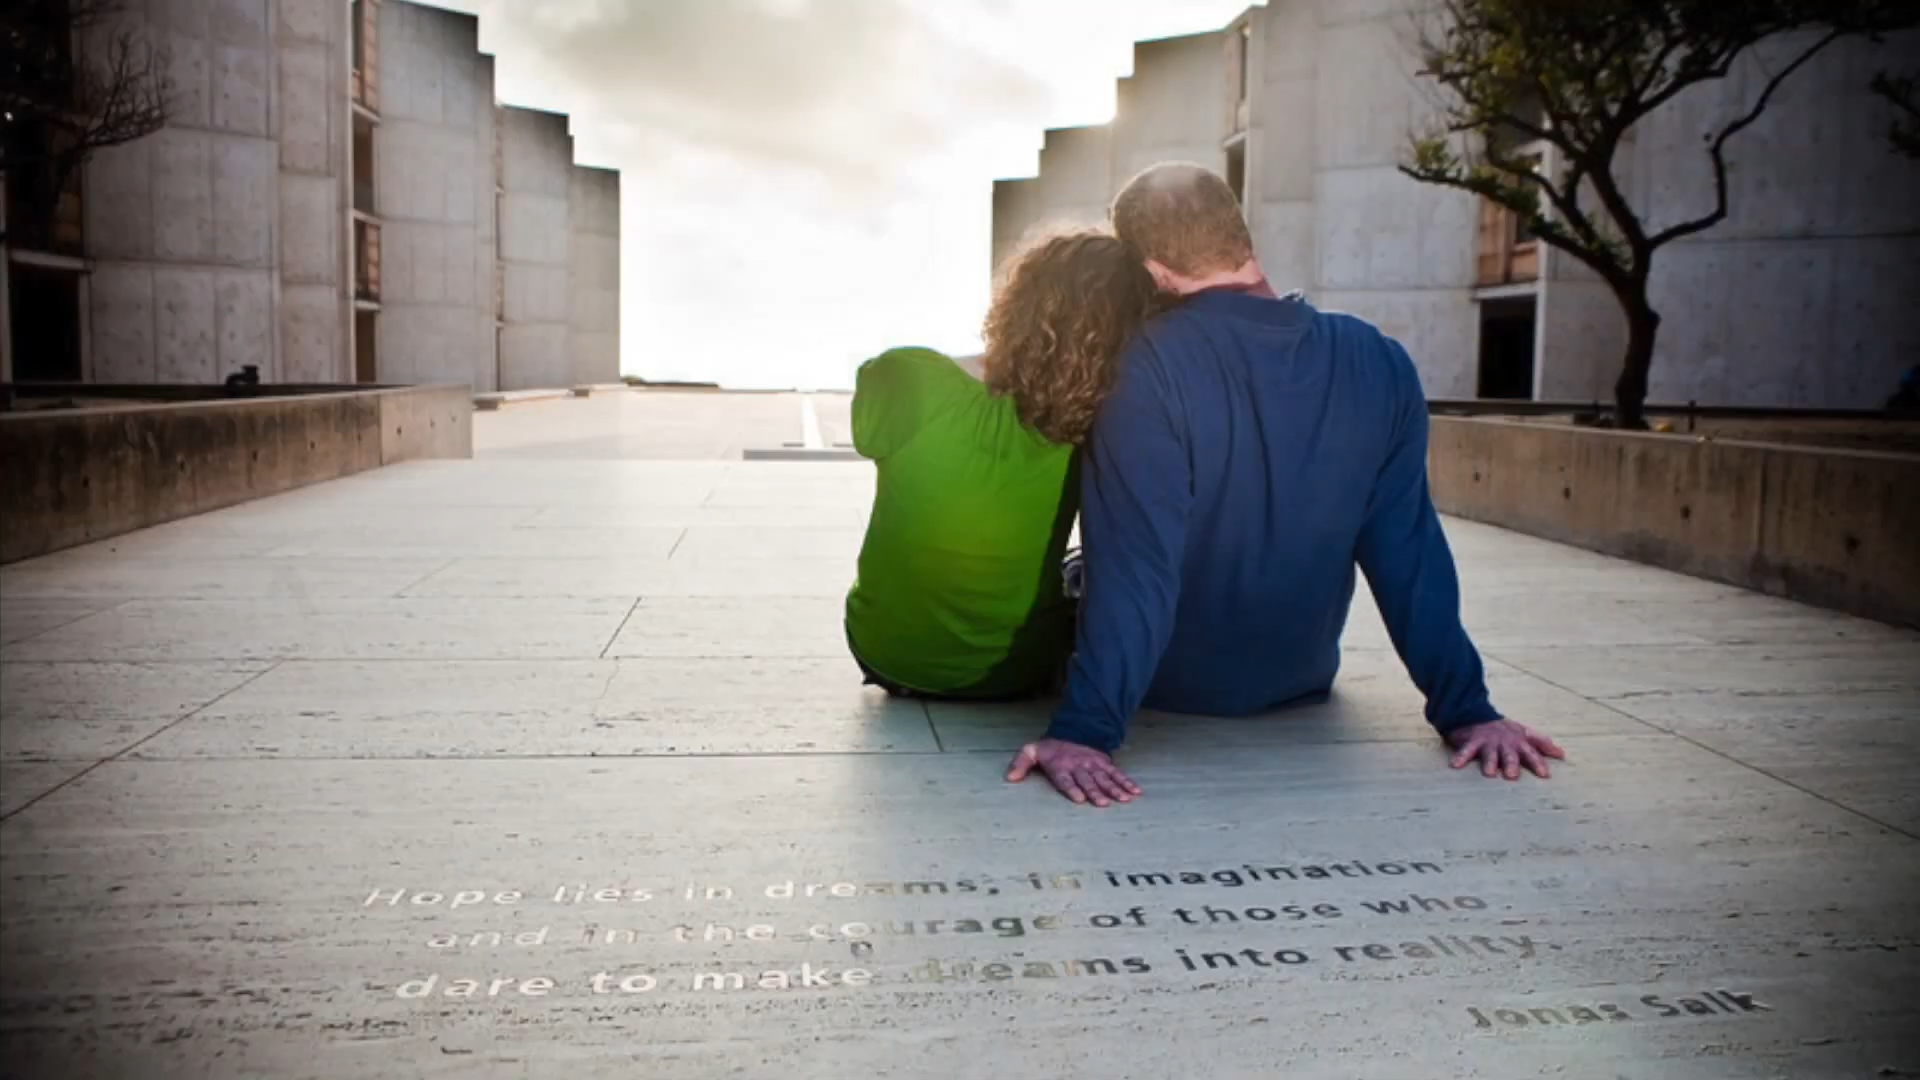 Hope lies in dreams, in imagination
and in the courage of those who
dare to make dreams into reality.
Jonas Salk